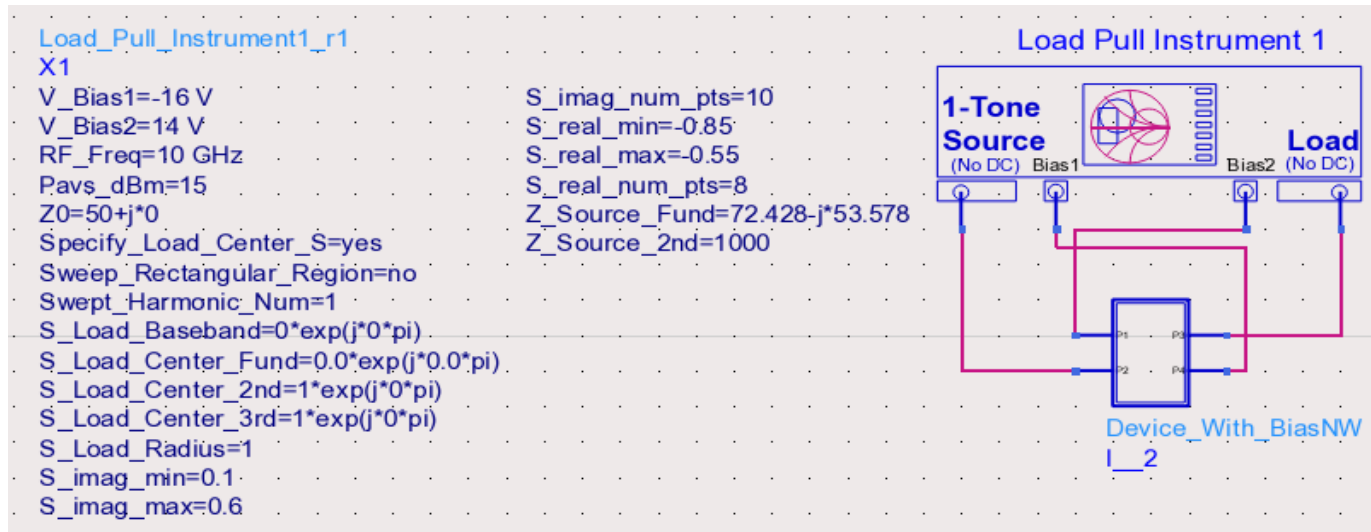 Load_Pull_Instrument1_r1
X1
V_Bias1=-16 V
V_Bias2=14 V
RF_Freq=10 GHz
Pavs_dBm=15
Z0=50+j*0
Specify_Load_Center_S=yes
Sweep_Rectangular_Region=no
Swept_Harmonic_Num=1
S_Load_Baseband=0*exp(j*0*pi)
S_Load_Center_Fund=0.0*exp(j*0.0*pi)
S_Load_Center_2nd=1*exp(j*0*pi)
S_Load_Center_3rd=1*exp(j*0*pi)
S_Load_Radius=1
S_imag_min=0.1
S_imag_max=0.6
S_imag_num_pts=10
S_real_min=-0.85
S_real_max=-0.55
S_real_num_pts=8
Z_Source_Fund=72.428-j*53.578
Z_Source_2nd=1000
Load Pull Instrument 1
1-Tone
Source
(No DC)
Bias1
Bias2
Load
(No DC)
P1
P3
P2
P4
Device_With_BiasNW
I__2